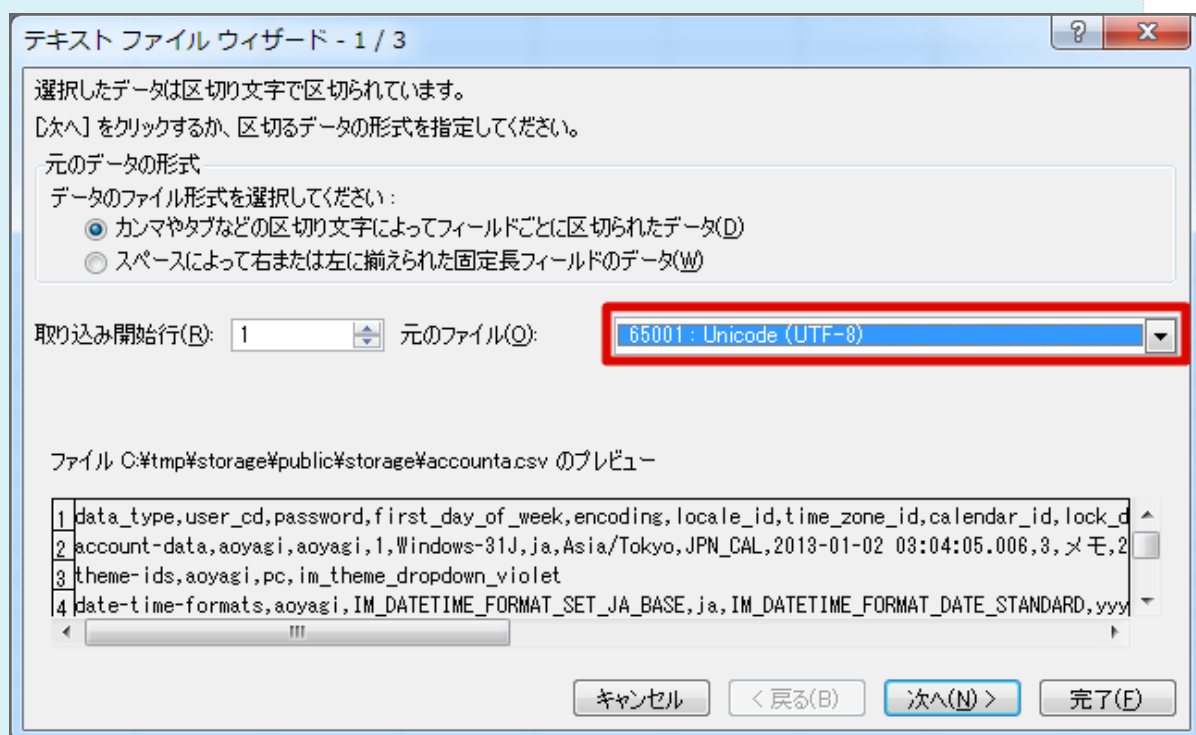 テキスト ファイル ウィザード - 1 / 3
選択したデータは区切り文字で区切られています。
[次へ] をクリックするか、区切るデータの形式を指定してください。
元のデータの形式
データのファイル形式を選択してください:
カンマやタブなどの区切り文字によってフィールドごとに区切られたデータ(D)
スペースによって右または左に揃えられた固定長フィールドのデータ(W)
取り込み開始行(R): 1 元のファイル(O): 65001 : Unicode (UTF-8)
ファイル C:¥tmp¥storage¥public¥storage¥accounta.csv のプレビュー
1 data_type,user_cd,password,first_day_of_week,encoding,locale_id,time_zone_id,calendar_id,lock_d
2 account-data,aoyagi,aoyagi,1,Windows-31J,ja,Asia/Tokyo,JPN_CAL,2013-01-02 03:04:05.006,3,メモ,2
3 theme-ids,aoyagi,pc,im_theme_dropdown_violet
4 date-time-formats,aoyagi,IM_DATETIME_FORMAT_SET_JA_BASE,ja,IM_DATETIME_FORMAT_DATE_STANDARD,yyy
キャンセル < 戻る(B) 次へ(N) > 完了(F)